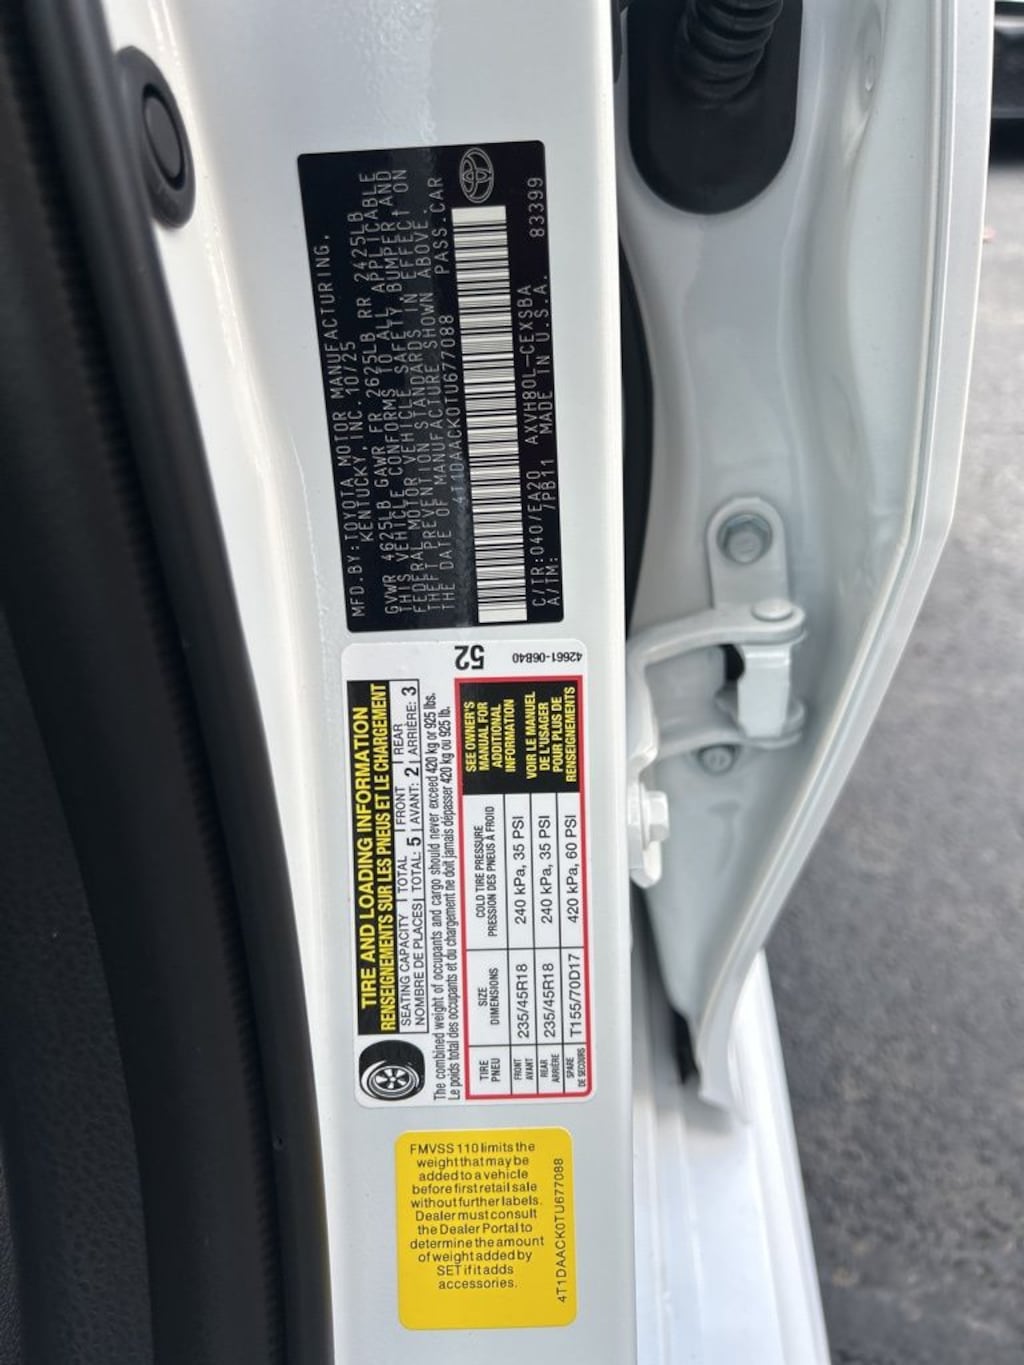 MFD.BY:TOYOTA MOTOR MANUFACTURING,
KENTUCKY, INC. 10/25
GVWR 4625LB GAWR FR 2625LB RR 2425LB
THIS VEHICLE CONFORMS TO ALL APPLICABLE
FEDERAL MOTOR VEHICLE SAFETY, BUMPER, AND
THEFT PREVENTION STANDARDS IN EFFECT ON
THE DATE OF MANUFACTURE SHOWN ABOVE.
4T1DAACK0TU677088 PASS.CAR
C/TR:040/EA20 AXVH80L-CEXSBA 83399
A/TM: /PB11 MADE IN U.S.A.
52
42661-06B40
TIRE AND LOADING INFORMATION
RENSEIGNEMENTS SUR LES PNEUS ET LE CHARGEMENT
SEATING CAPACITY TOTAL FRONT REAR
NOMBRE DE PLACES TOTAL: 5 AVANT: 2 ARRIÈRE: 3
The combined weight of occupants and cargo should never exceed 420 kg or 925 lbs.
Le poids total des occupants et du chargement ne doit jamais dépasser 420 kg ou 925 lb.
TIRE
PNEU
SIZE
DIMENSIONS
COLD TIRE PRESSURE
PRESSION DES PNEUS À FROID
SEE OWNER'S
MANUAL FOR
ADDITIONAL
INFORMATION
VOIR LE MANUEL
DE L'USAGER
POUR PLUS DE
RENSEIGNEMENTS
FRONT
AVANT
235/45R18
240 kPa, 35 PSI
REAR
ARRIÈRE
235/45R18
240 kPa, 35 PSI
SPARE
DE SECOURS
T155/70D17
420 kPa, 60 PSI
FMVSS 110 limits the
weight that may be
added to a vehicle
before first retail sale
without further labels.
Dealer must consult
the Dealer Portal to
determine the amount
of weight added by
SET if it adds
accessories.
4T1DAACK0TU677088